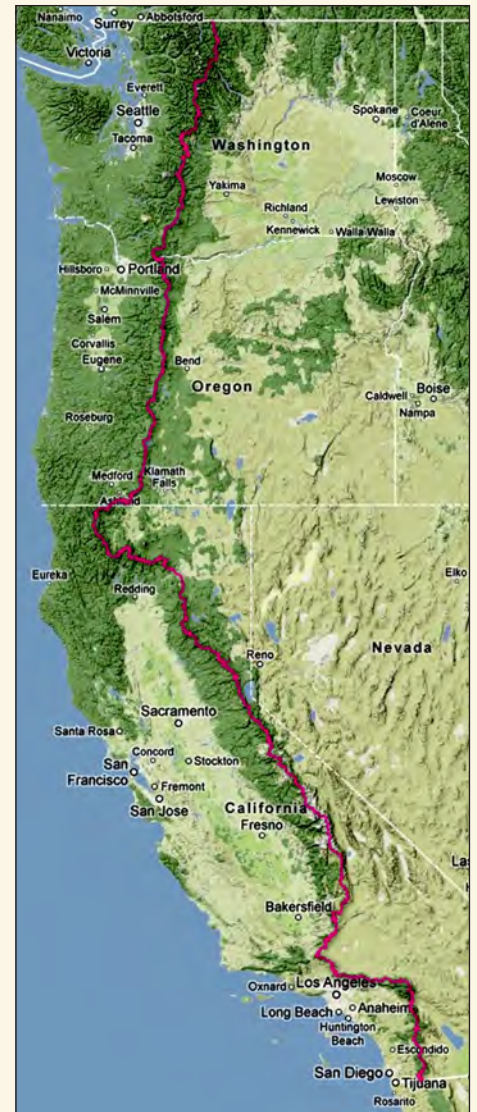 Nanaimo
Surrey
Abbotsford
Victoria
Everett
Seattle
Tacoma
Spokane
Coeur
d'Alene
Washington
Yakima
Moscow
Lewiston
Richland
Kennewick
Walla Walla
Hillsboro
Portland
McMinnville
Salem
Corvallis
Eugene
Bend
Oregon
Caldwell
Boise
Nampa
Roseburg
Medford
Klamath
Falls
Ashland
Eureka
Redding
Elko
Reno
Nevada
Sacramento
Santa Rosa
Concord
Stockton
San
Francisco
Fremont
San Jose
California
Fresno
Las
Bakersfield
Oxnard
Los Angeles
Long Beach
Anaheim
Huntington
Beach
Escondido
San Diego
Tijuana
Rosarito